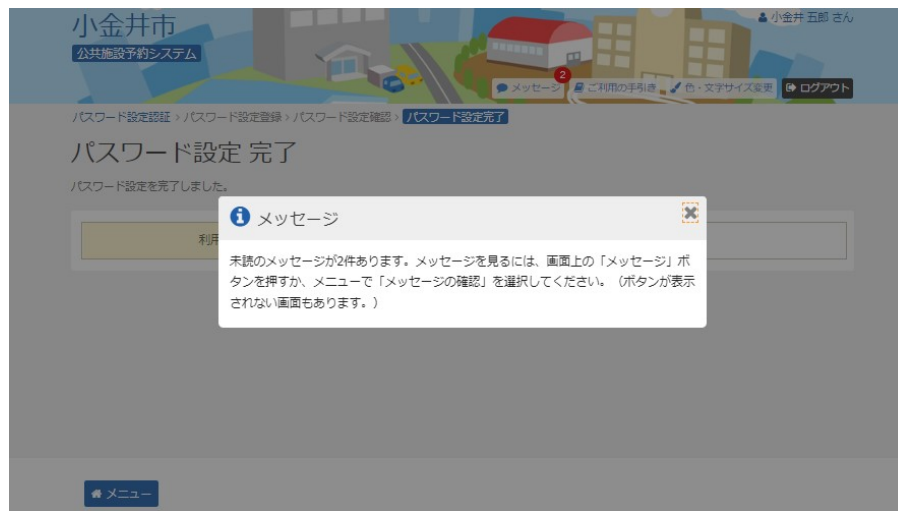 小金井市
公共施設予約システム
小金井 五郎 さん
メッセージ
2
ご利用の手引き
色・文字サイズ変更
ログアウト
パスワード設定認証 › パスワード設定登録 › パスワード設定確認 › パスワード設定完了
パスワード設定 完了
パスワード設定を完了しました。
利用
メッセージ
未読のメッセージが2件あります。メッセージを見るには、画面上の「メッセージ」ボ
タンを押すか、メニューで「メッセージの確認」を選択してください。（ボタンが表示
されない画面もあります。）
メニュー